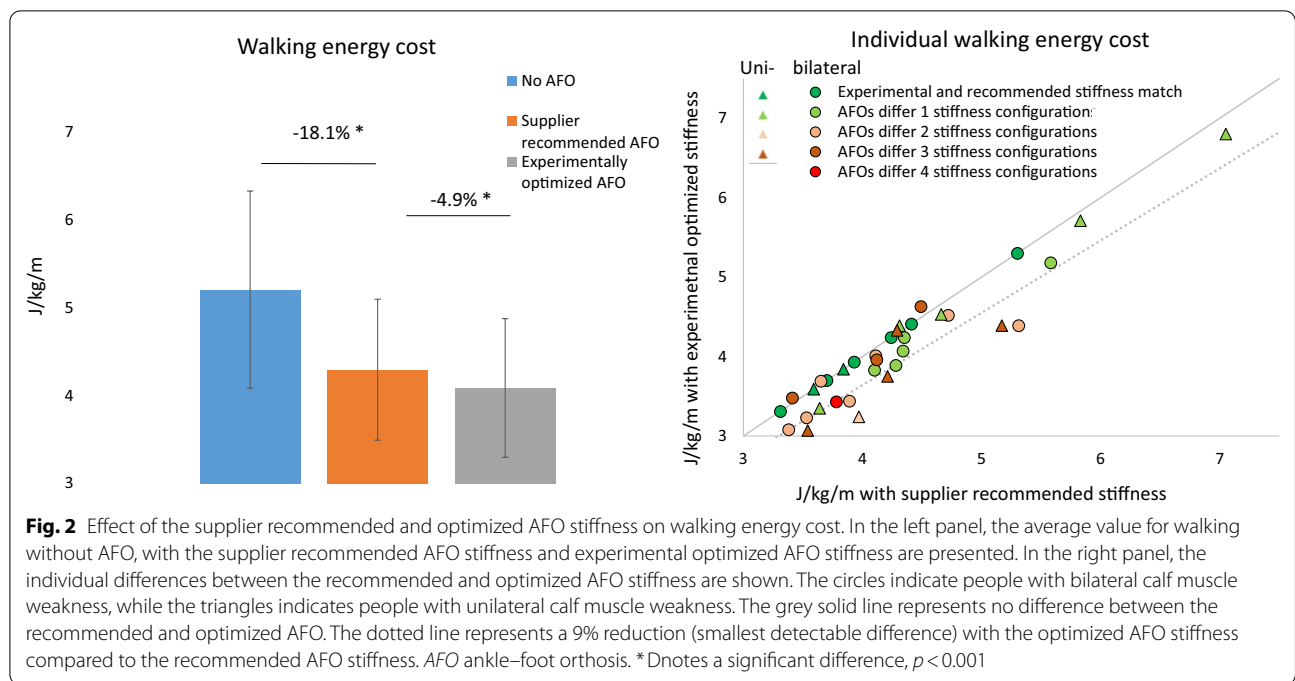 Walking energy cost
No AFO
Supplier
recommended AFO
Experimentally
optimized AFO
-18.1% *
-4.9% *
J/kg/m
7
6
5
4
3
Individual walking energy cost
Uni- bilateral
Experimental and recommended stiffness match
AFOs differ 1 stiffness configuration:
AFOs differ 2 stiffness configurations
AFOs differ 3 stiffness configurations
AFOs differ 4 stiffness configurations
J/kg/m with experimetnal optimized stiffness
7
6
5
4
3
3 4 5 6 7
J/kg/m with supplier recommended stiffness
Fig. 2 Effect of the supplier recommended and optimized AFO stiffness on walking energy cost. In the left panel, the average value for walking
without AFO, with the supplier recommended AFO stiffness and experimental optimized AFO stiffness are presented. In the right panel, the
individual differences between the recommended and optimized AFO stiffness are shown. The circles indicate people with bilateral calf muscle
weakness, while the triangles indicates people with unilateral calf muscle weakness. The grey solid line represents no difference between the
recommended and optimized AFO. The dotted line represents a 9% reduction (smallest detectable difference) with the optimized AFO stiffness
compared to the recommended AFO stiffness. AFO ankle–foot orthosis. * Dnotes a significant difference, p < 0.001